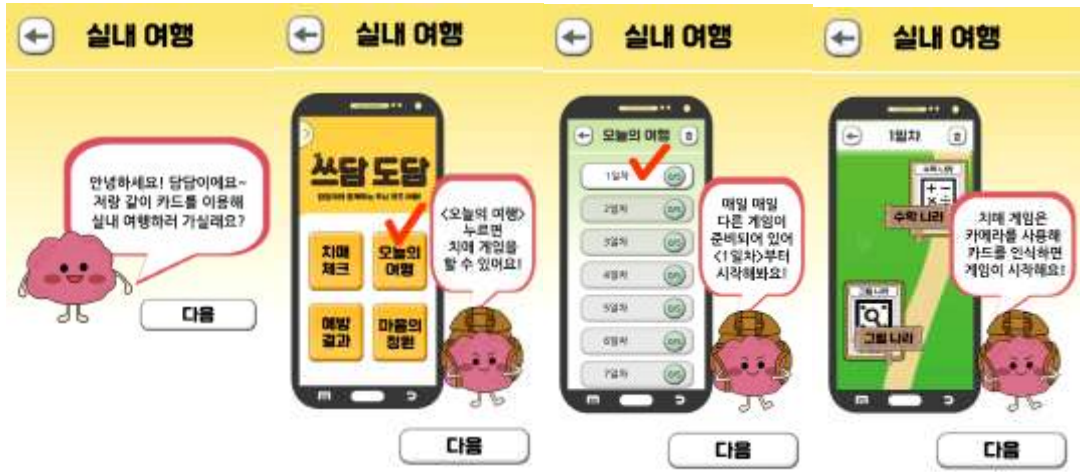 실내 여행
안녕하세요! 담담이에요~
저랑 같이 카드를 이용해
실내 여행하러 가실래요?
다음
실내 여행
쓰담 도담
치매
체크
오늘의
여행
예방
결과
마음의
정원
<오늘의 여행>
누르면
치매 게임을
할 수 있어요!
다음
실내 여행
오늘의 여행
1일차
2일차
3일차
4일차
5일차
6일차
7일차
매일 매일
다른 게임이
준비되어 있어
<1일차>부터
시작해봐요!
다음
실내 여행
1일차
수학 나라
수학 나라
그림 나라
그림 나라
치매 게임은
카메라를 사용해
카드를 인식하면
게임이 시작해요!
다음